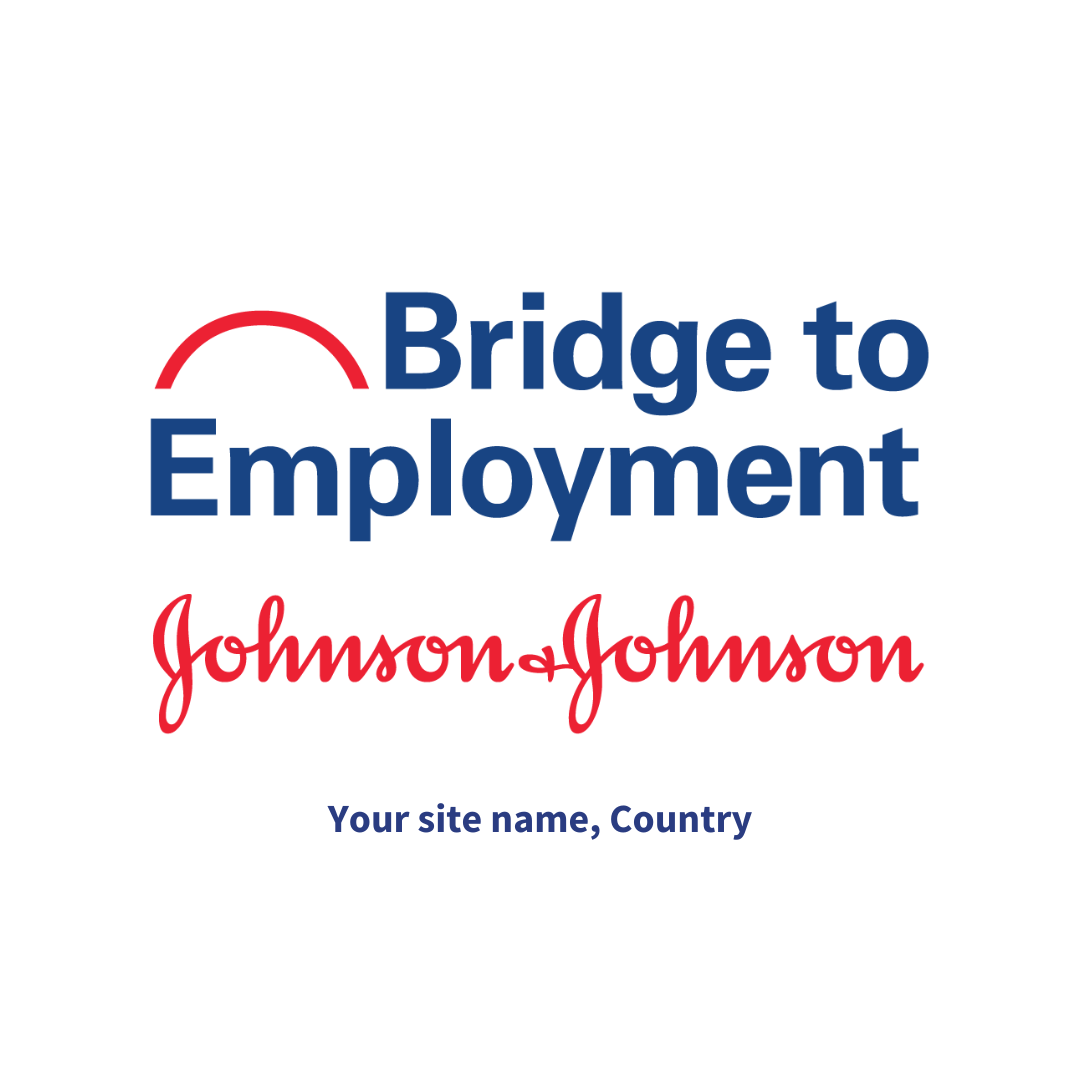 Bridge to
Employment
Johnson & Johnson
Your site name, Country